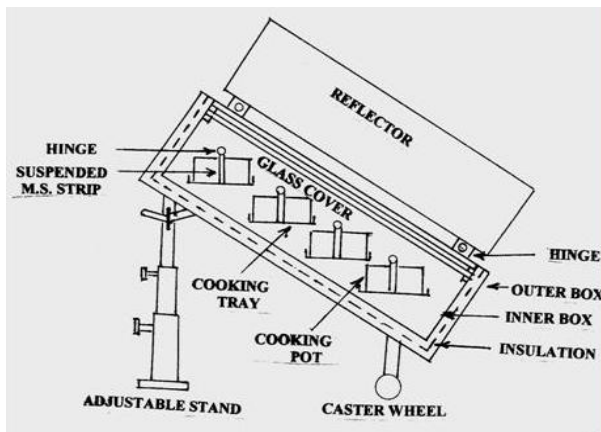 REFLECTOR
HINGE
SUSPENDED
M.S. STRIP
GLASS COVER
HINGE
OUTER BOX
INNER BOX
INSULATION
COOKING
TRAY
COOKING
POT
ADJUSTABLE STAND
CASTER WHEEL